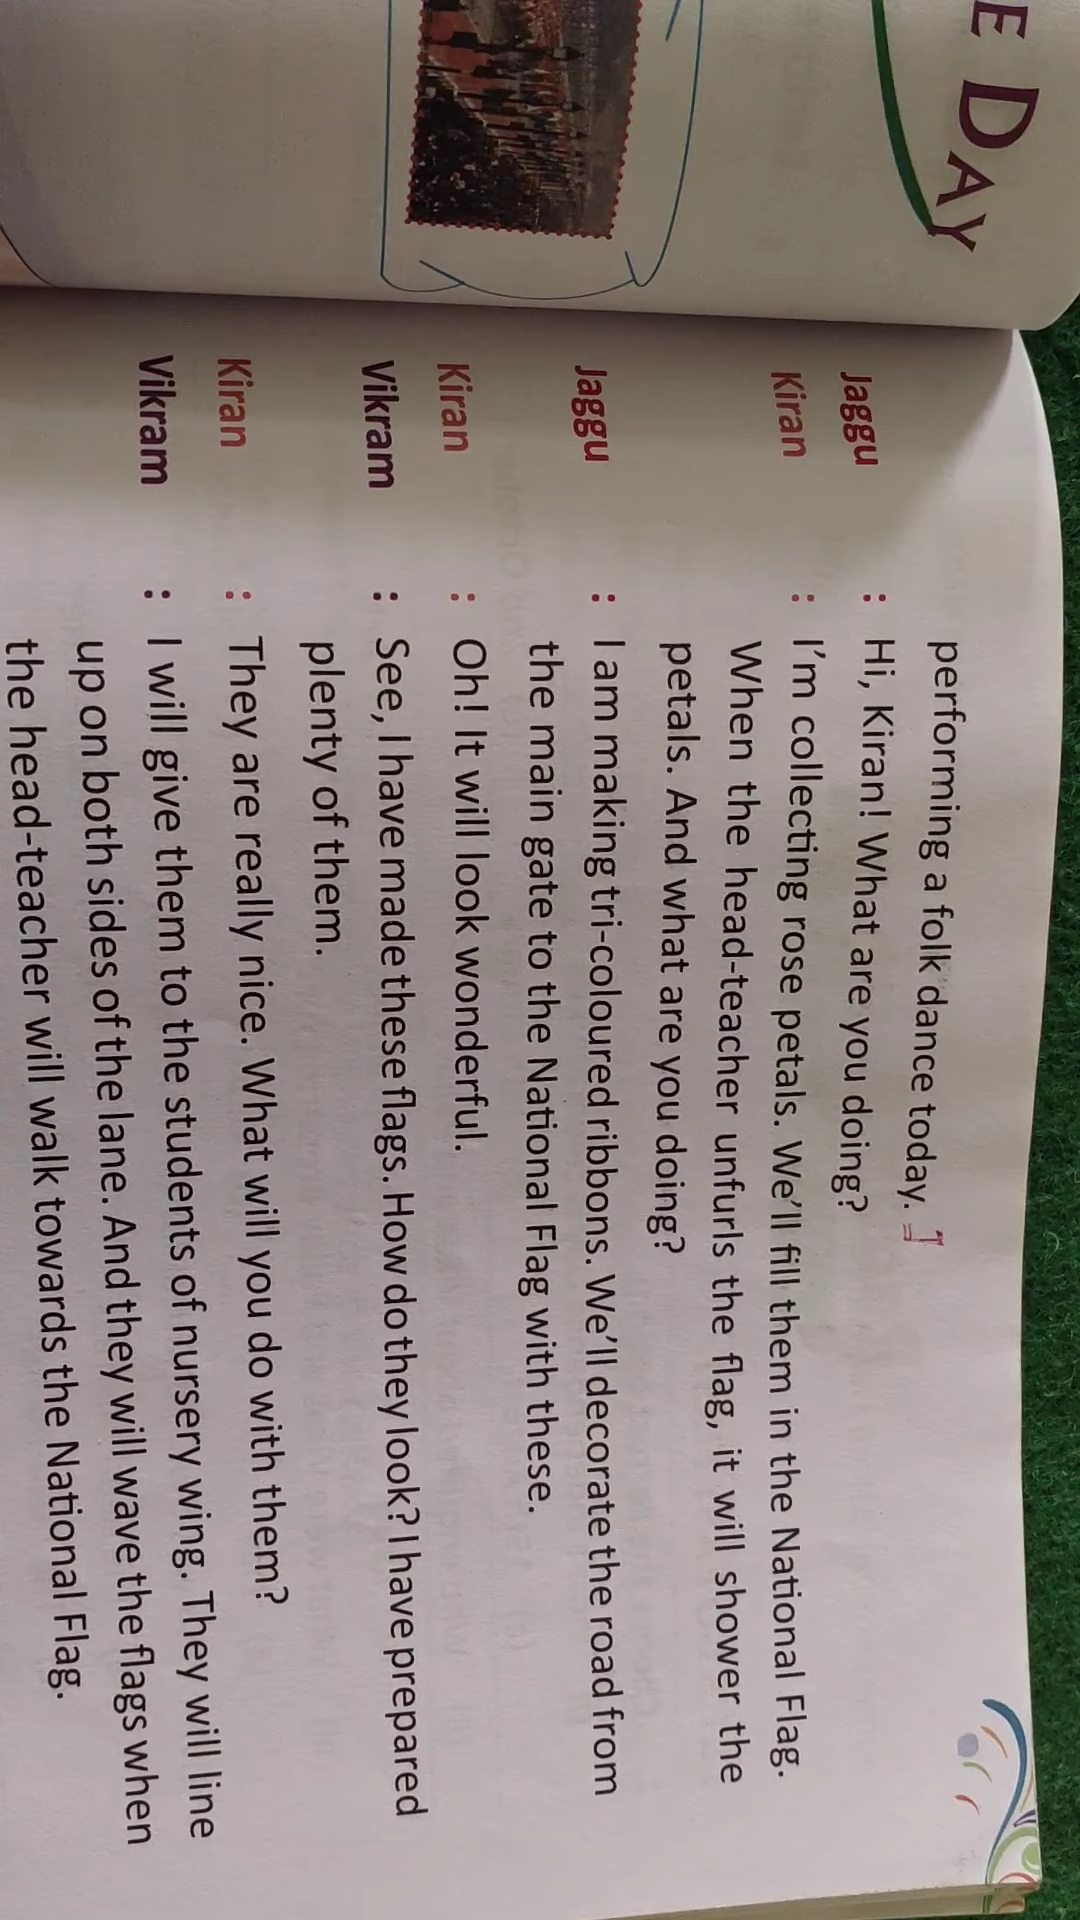 E DAY
performing a folk dance today.
Jaggu : Hi, Kiran! What are you doing?
Kiran : I'm collecting rose petals. We'll fill them in the National Flag.
When the head-teacher unfurls the flag, it will shower the
petals. And what are you doing?
Jaggu : I am making tri-coloured ribbons. We'll decorate the road from
the main gate to the National Flag with these.
Kiran : Oh! It will look wonderful.
Vikram : See, I have made these flags. How do they look? I have prepared
plenty of them.
Kiran : They are really nice. What will you do with them?
Vikram : I will give them to the students of nursery wing. They will line
up on both sides of the lane. And they will wave the flags when
the head-teacher will walk towards the National Flag.